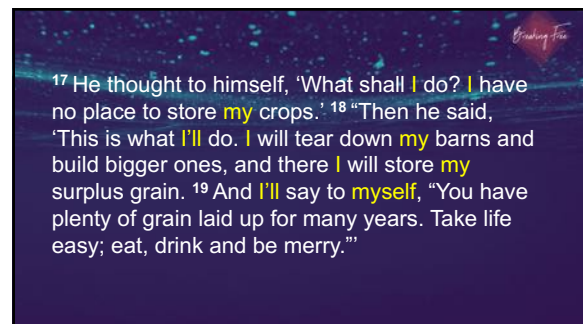 Breaking Free
¹⁷ He thought to himself, ‘What shall I do? I have
no place to store my crops.’ ¹⁸ “Then he said,
‘This is what I’ll do. I will tear down my barns and
build bigger ones, and there I will store my
surplus grain. ¹⁹ And I’ll say to myself, “You have
plenty of grain laid up for many years. Take life
easy; eat, drink and be merry.”’